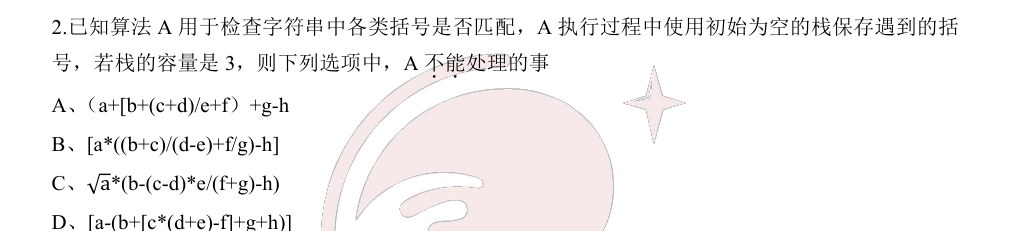 2.已知算法 A 用于检查字符串中各类括号是否匹配，A 执行过程中使用初始为空的栈保存遇到的括
号，若栈的容量是 3，则下列选项中，A 不能处理的事
A、（a+[b+(c+d)/e+f）+g-h
B、[a*((b+c)/(d-e)+f/g)-h]
C、√a*(b-(c-d)*e/(f+g)-h)
D、[a-(b+[c*(d+e)-f]+g+h)]